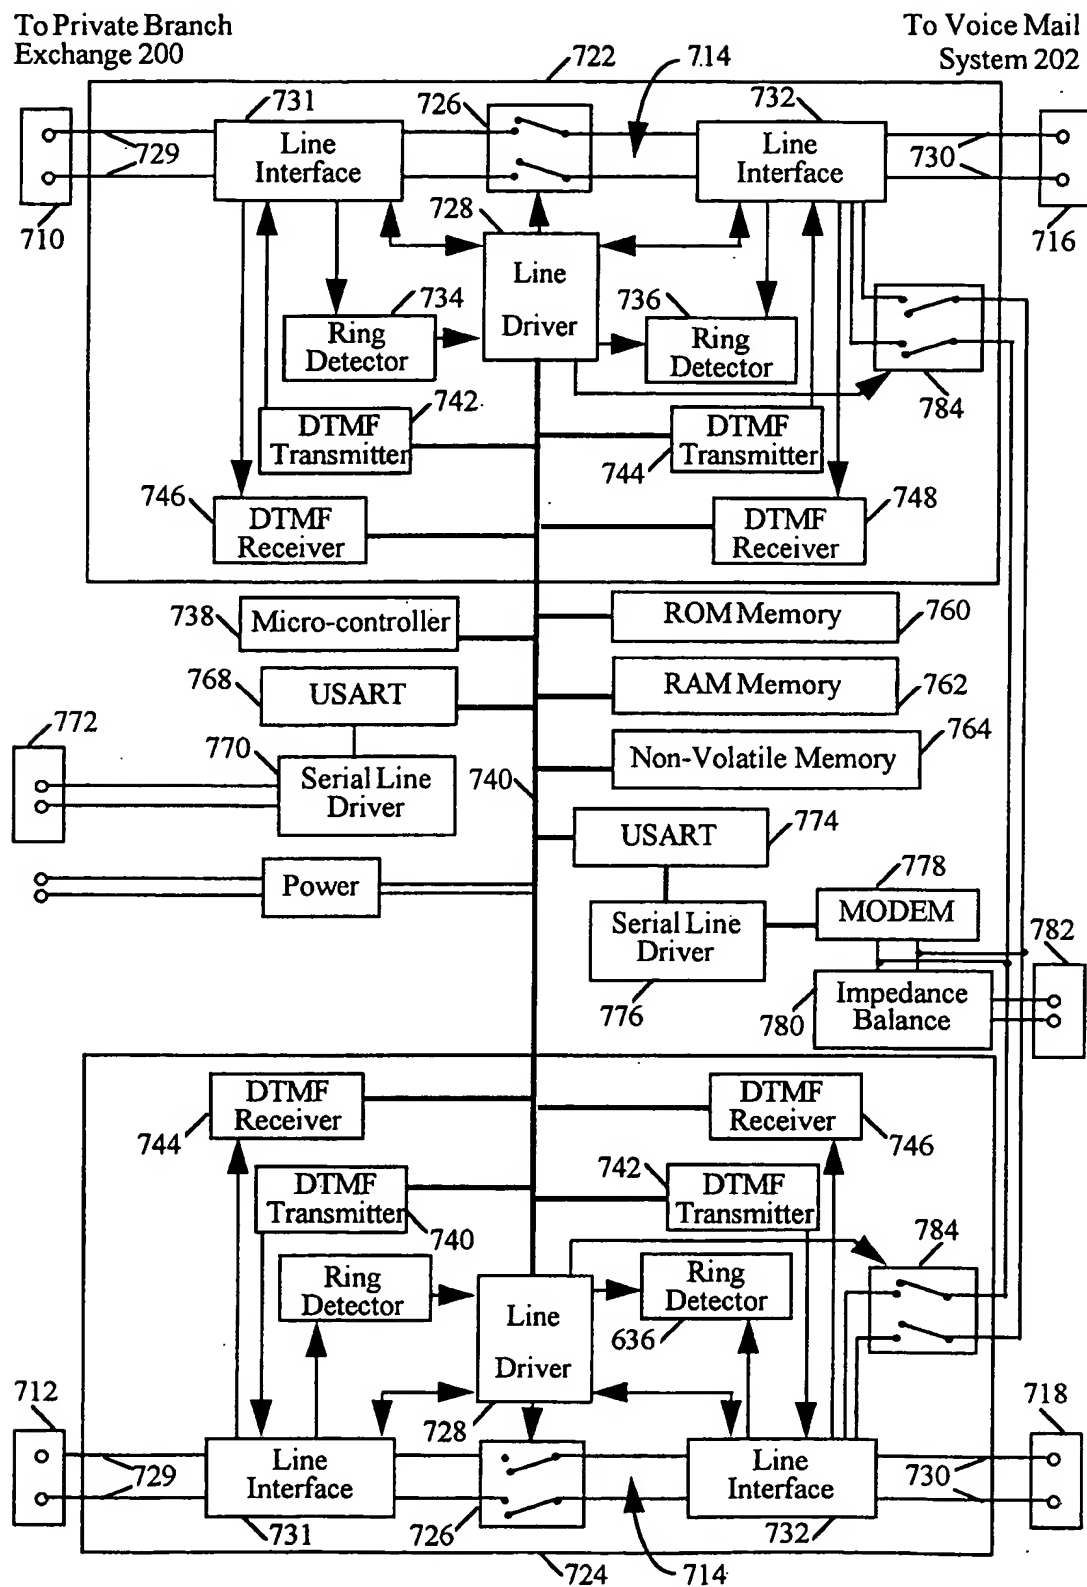 To Private Branch
Exchange 200
To Voice Mail
System 202
722
714
731
726
732
Line
Interface
Line
Interface
729
730
710
716
728
Line
Driver
734
736
Ring
Detector
Ring
Detector
784
742
DTMF
Transmitter
DTMF
Transmitter
744
746
748
DTMF
Receiver
DTMF
Receiver
738
Micro-controller
ROM Memory
760
768
USART
RAM Memory
762
772
770
764
Serial Line
Driver
740
Non-Volatile Memory
USART
774
Power
778
MODEM
Serial Line
Driver
782
776
780
Impedance
Balance
DTMF
Receiver
DTMF
Receiver
744
746
742
DTMF
Transmitter
DTMF
Transmitter
740
784
Ring
Detector
Ring
Detector
Line
Driver
636
712
718
728
Line
Interface
Line
Interface
729
730
731
726
732
724
714